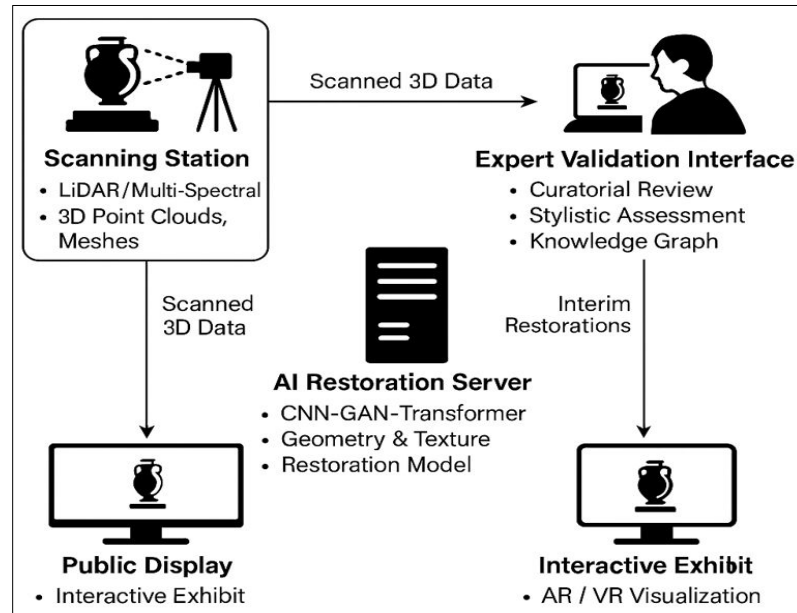 Scanned 3D Data
Scanning Station
• LiDAR/Multi-Spectral
• 3D Point Clouds,
Meshes
Expert Validation Interface
• Curatorial Review
• Stylistic Assessment
• Knowledge Graph
Scanned
3D Data
Interim
Restorations
AI Restoration Server
• CNN-GAN-Transformer
• Geometry & Texture
• Restoration Model
Public Display
• Interactive Exhibit
Interactive Exhibit
• AR / VR Visualization